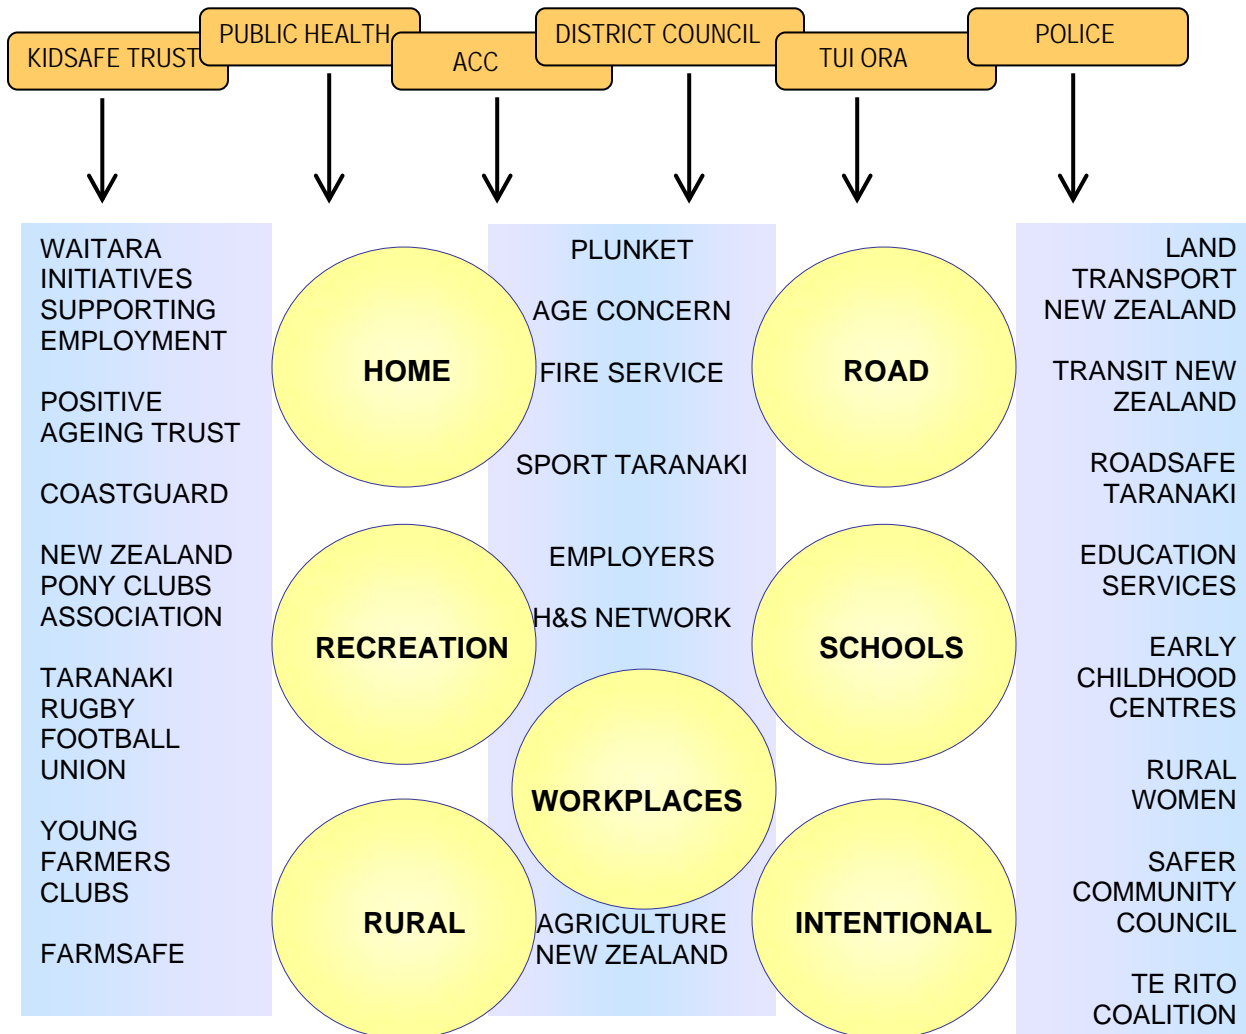 KIDSAFE TRUST
PUBLIC HEALTH
ACC
DISTRICT COUNCIL
TUI ORA
POLICE
WAITARA
INITIATIVES
SUPPORTING
EMPLOYMENT
POSITIVE
AGEING TRUST
COASTGUARD
NEW ZEALAND
PONY CLUBS
ASSOCIATION
TARANAKI
RUGBY
FOOTBALL
UNION
YOUNG
FARMERS
CLUBS
FARMSAFE
HOME
RECREATION
RURAL
PLUNKET
AGE CONCERN
FIRE SERVICE
SPORT TARANAKI
EMPLOYERS
H&S NETWORK
WORKPLACES
AGRICULTURE
NEW ZEALAND
ROAD
SCHOOLS
INTENTIONAL
LAND
TRANSPORT
NEW ZEALAND
TRANSIT NEW
ZEALAND
ROADSAFE
TARANAKI
EDUCATION
SERVICES
EARLY
CHILDHOOD
CENTRES
RURAL
WOMEN
SAFER
COMMUNITY
COUNCIL
TE RITO
COALITION